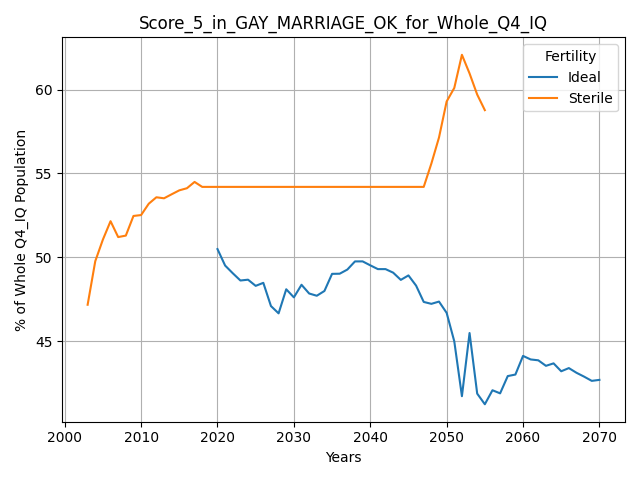 Score_5_in_GAY_MARRIAGE_OK_for_Whole_Q4_IQ
Fertility
Ideal
Sterile
% of Whole Q4_IQ Population
60
55
50
45
2000 2010 2020 2030 2040 2050 2060 2070
Years